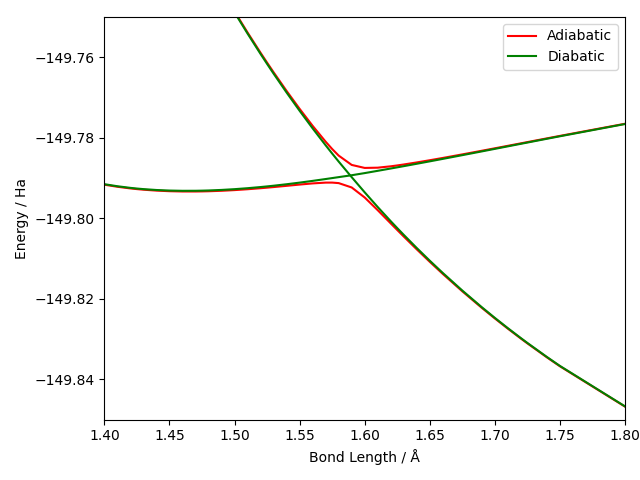 Adiabatic
Diabatic
Energy / Ha
−149.76
−149.78
−149.80
−149.82
−149.84
1.40 1.45 1.50 1.55 1.60 1.65 1.70 1.75 1.80
Bond Length / Å